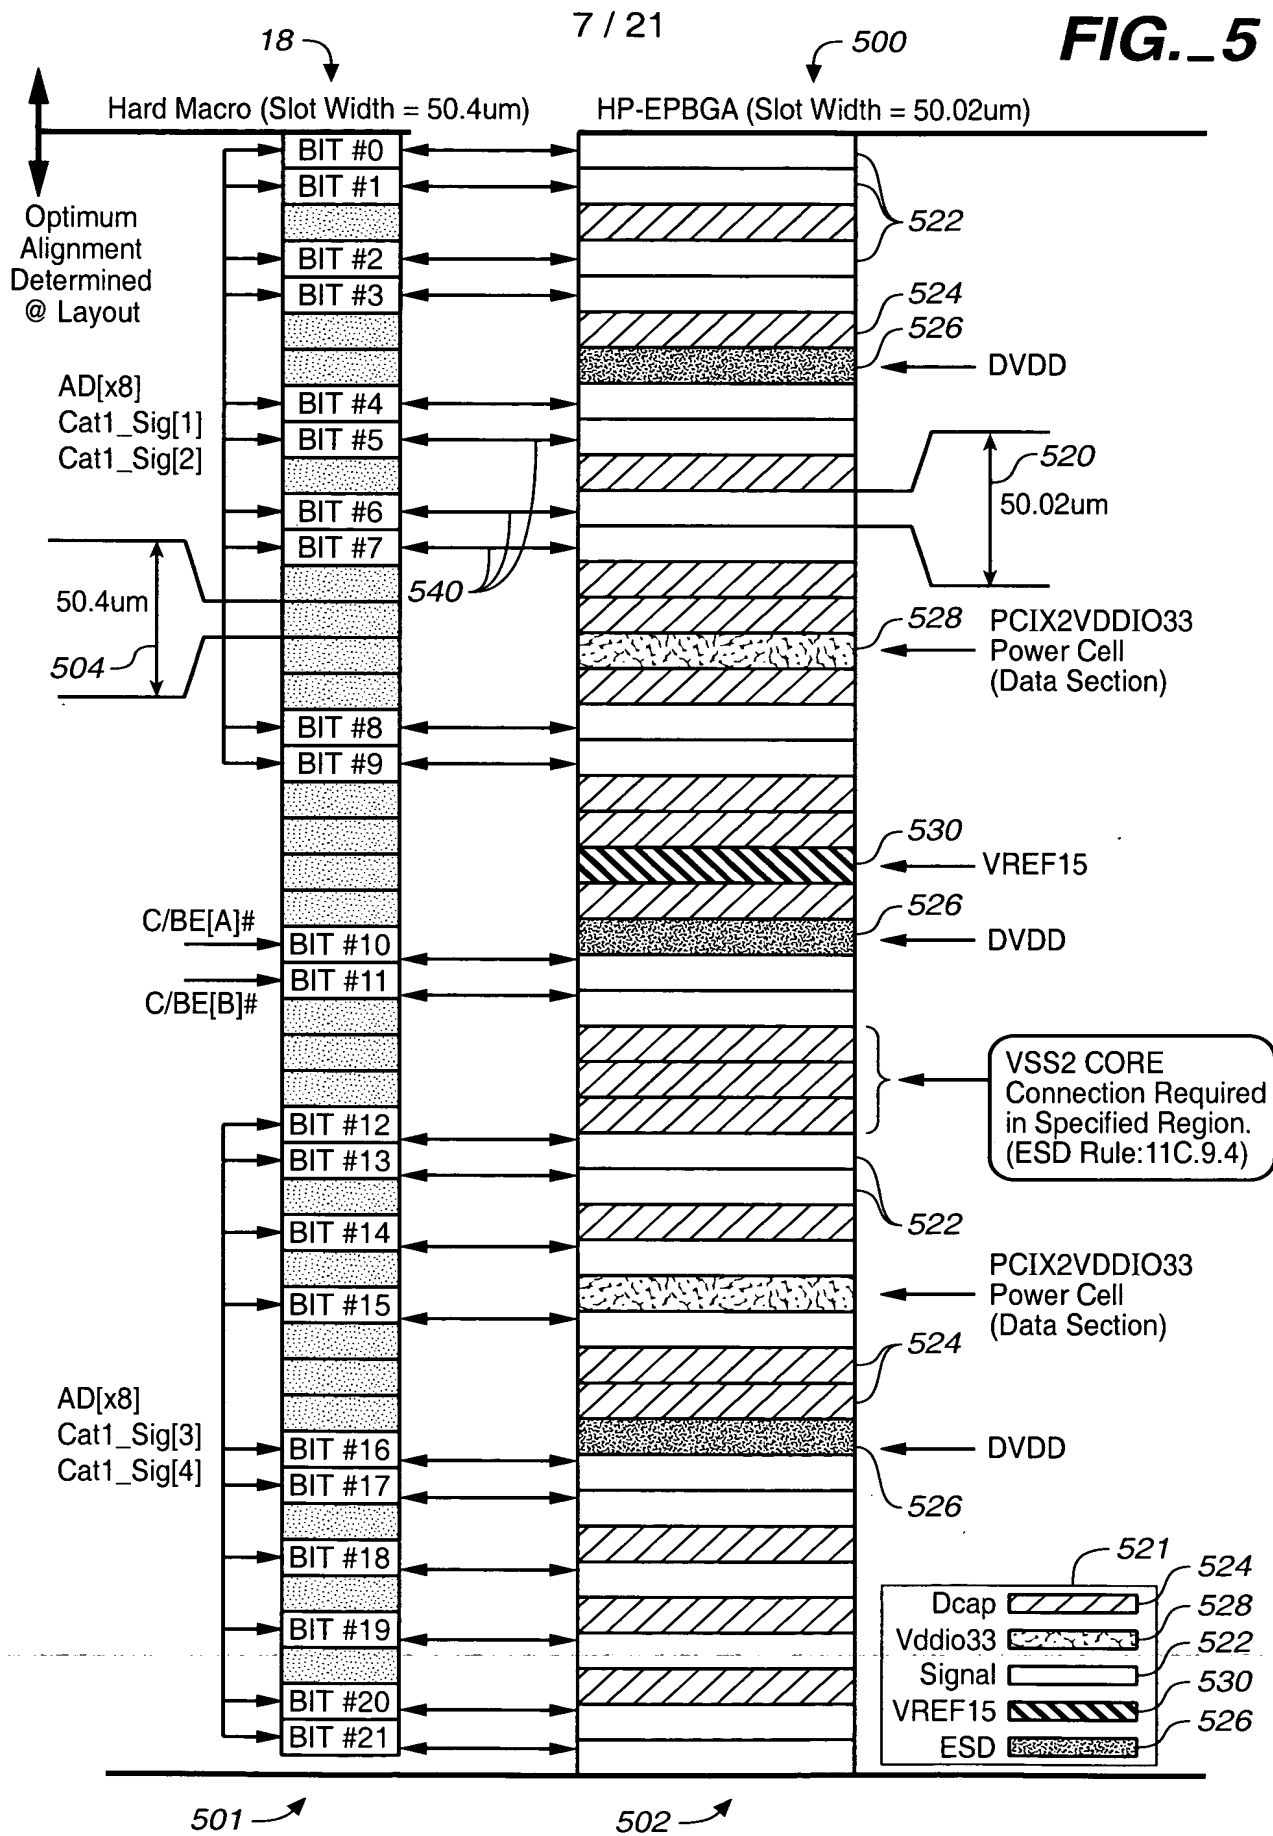 7 / 21
FIG._5
18
500
Hard Macro (Slot Width = 50.4um)
HP-EPBGA (Slot Width = 50.02um)
Optimum
Alignment
Determined
@ Layout
BIT #0
BIT #1
BIT #2
BIT #3
522
524
526
DVDD
AD[x8]
Cat1_Sig[1]
Cat1_Sig[2]
BIT #4
BIT #5
BIT #6
BIT #7
540
520
50.02um
50.4um
504
528
PCIX2VDDIO33
Power Cell
(Data Section)
BIT #8
BIT #9
530
VREF15
526
DVDD
C/BE[A]#
BIT #10
BIT #11
C/BE[B]#
VSS2 CORE
Connection Required
in Specified Region.
(ESD Rule:11C.9.4)
BIT #12
BIT #13
BIT #14
BIT #15
522
PCIX2VDDIO33
Power Cell
(Data Section)
524
AD[x8]
Cat1_Sig[3]
Cat1_Sig[4]
BIT #16
BIT #17
DVDD
526
BIT #18
BIT #19
BIT #20
BIT #21
521
Dcap
524
Vddio33
528
Signal
522
VREF15
530
ESD
526
501
502